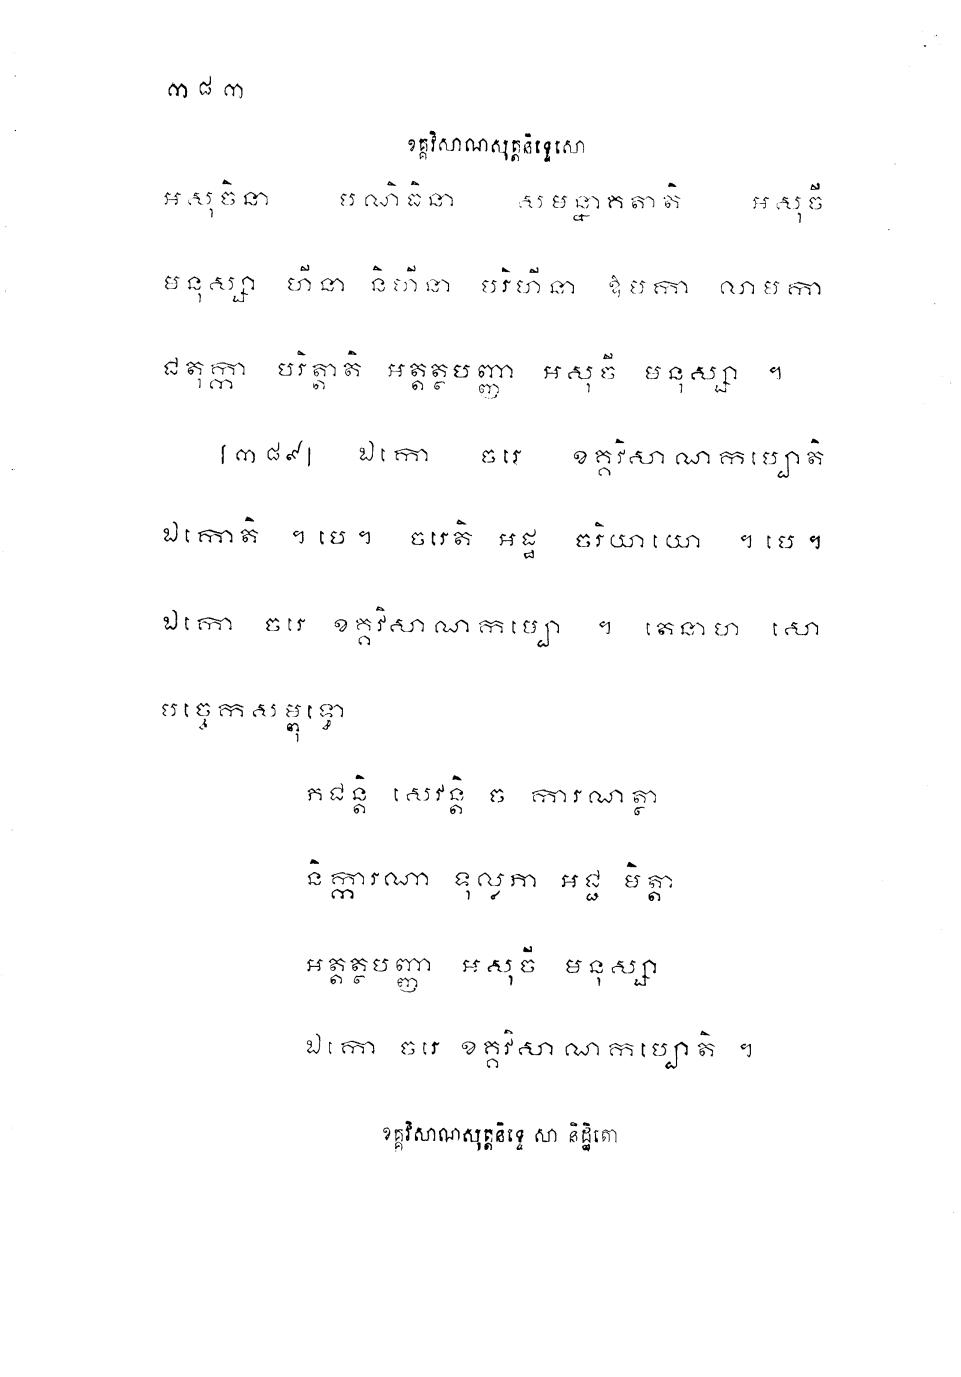 ៣៨៣
ខគ្គវិសាណសុត្តនិទ្ទេសោ
អសុចិនា បណិធិនា សមន្នាគតាតិ អសុចី
មនុស្សា ហីនា និហីនា បរិហីនា ឱមកា លាមកា
ជតុក្កា បរិត្តាតិ អត្តត្ថបញ្ញា អសុចី មនុស្សា ។
[៣៨៩] ឯកោ ចរេ ខគ្គវិសាណកប្បោតិ
ឯកោតិ ។បេ។ ចរេតិ អដ្ឋ ចរិយាយោ ។បេ។
ឯកោ ចរេ ខគ្គវិសាណកប្បោ ។ តេនាហ សោ
បច្ចេកសម្ពុទ្ធោ
ភជន្តិ សេវន្តិ ច ការណត្ថា
និក្ការណា ទុល្លភា អជ្ជ មិត្តា
អត្តត្ថបញ្ញា អសុចី មនុស្សា
ឯកោ ចរេ ខគ្គវិសាណកប្បោតិ ។
ខគ្គវិសាណសុត្តនិទ្ទេសោ និដ្ឋិតោ